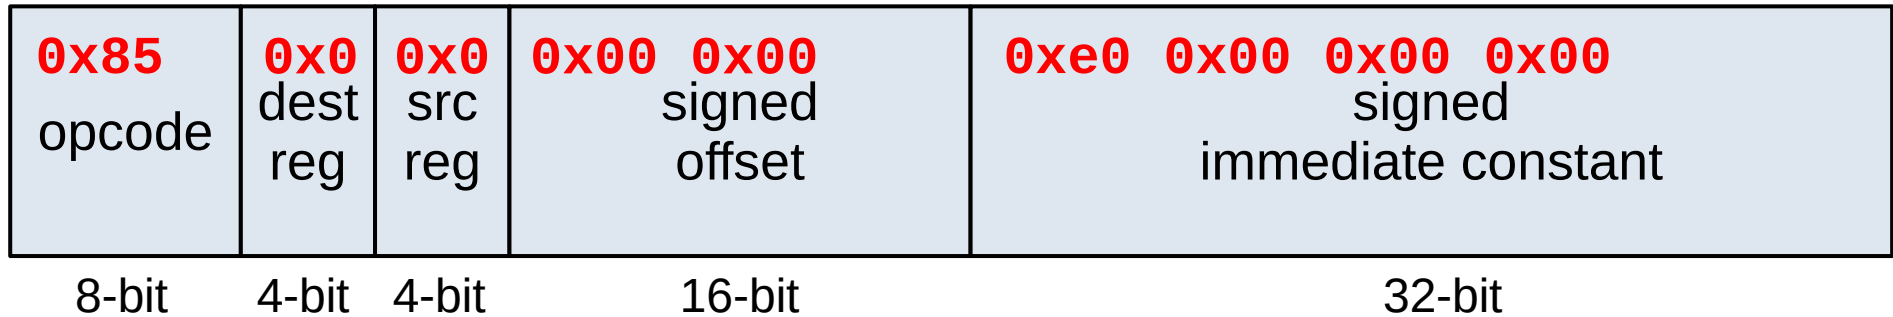 0x85 0x0 0x0 0x00 0x00 0xe0 0x00 0x00 0x00
opcode
dest
reg
src
reg
signed
offset
signed
immediate constant
8-bit 4-bit 4-bit 16-bit 32-bit